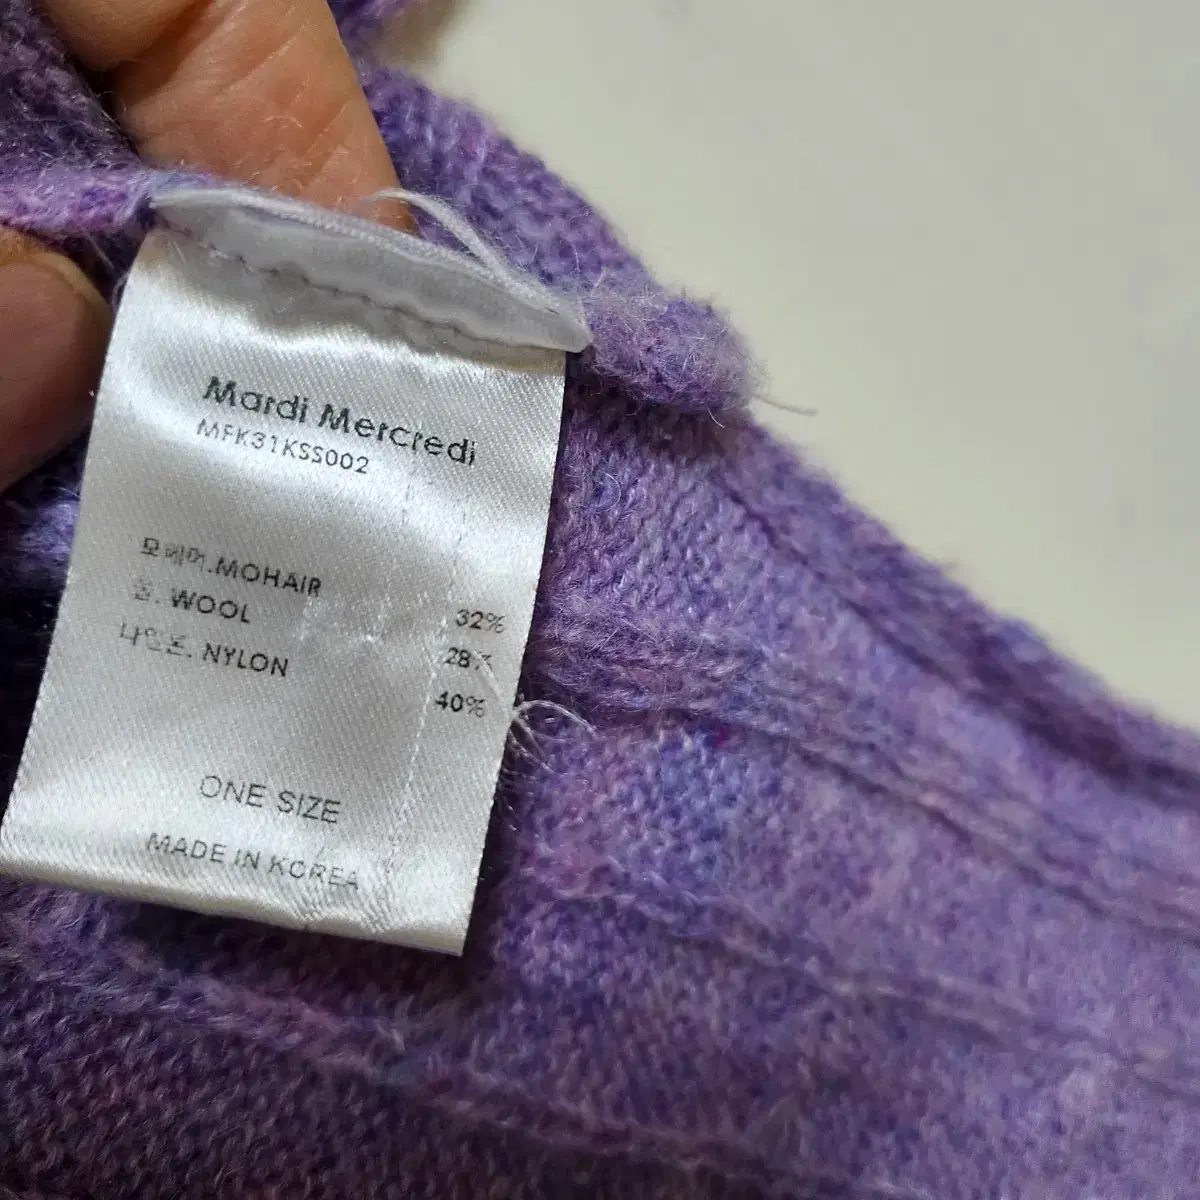 Mardi Mercredi
MFK31KSS002
모헤어.MOHAIR 32%
울. WOOL 28%
나일론. NYLON 40%
ONE SIZE
MADE IN KOREA